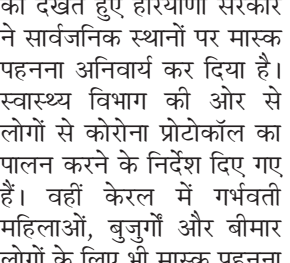 को देखते हुए हरियाणा सरकार
ने सार्वजनिक स्थानों पर मास्क
पहनना अनिवार्य कर दिया है।
स्वास्थ्य विभाग की ओर से
लोगों से कोरोना प्रोटोकॉल का
पालन करने के निर्देश दिए गए
हैं। वहीं केरल में गर्भवती
महिलाओं, बुजुर्गों और बीमार
लोगों के लिए भी मास्क पहनना